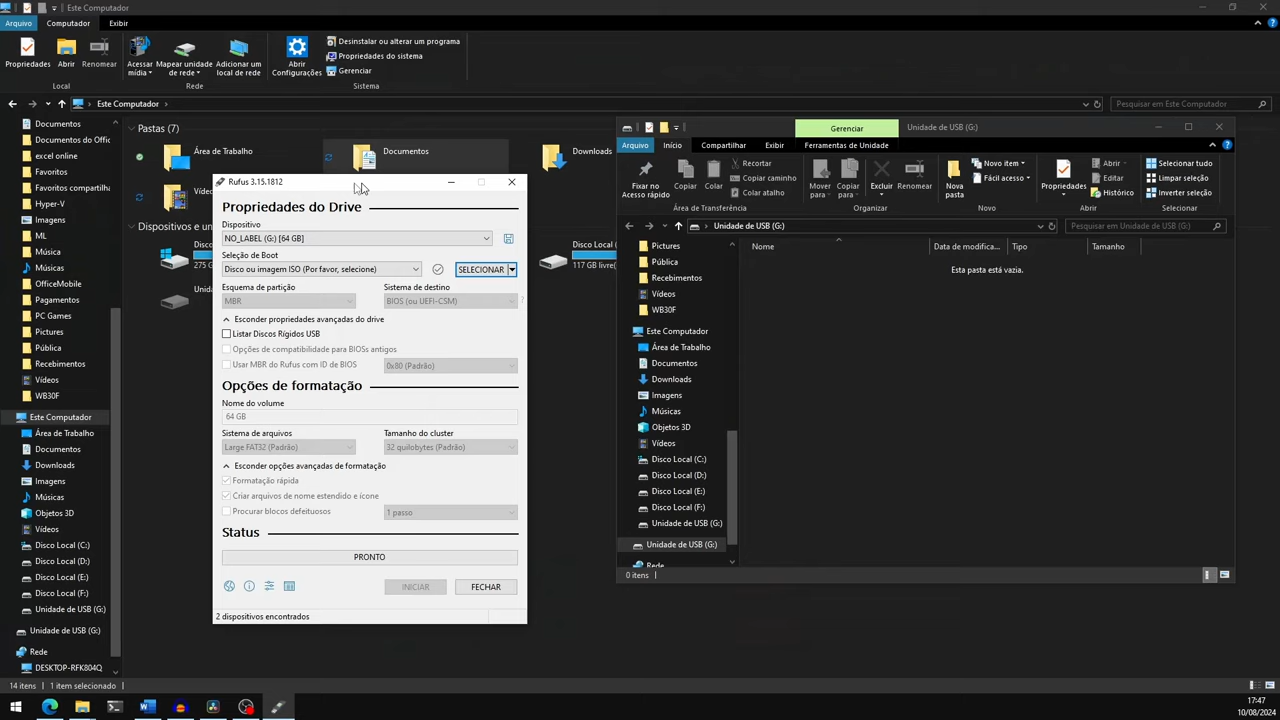 Este Computador
Arquivo
Computador
Exibir
Propriedades
Abrir
Renomear
Acessar mídia
Mapear unidade de rede
Adicionar um local de rede
Abrir Configurações
Desinstalar ou alterar um programa
Propriedades do sistema
Gerenciar
Local
Rede
Sistema
Este Computador
Pesquisar em Este Computador
Documentos
Documentos do Offic
excel online
Favoritos
Favoritos compartilha
Hyper-V
Imagens
ML
Músicas
OfficeMobile
Pagamentos
PC Games
Pictures
Pública
Recebimentos
Vídeos
WB30F
Este Computador
Área de Trabalho
Documentos
Downloads
Imagens
Músicas
Objetos 3D
Vídeos
Disco Local (C:)
Disco Local (D:)
Disco Local (E:)
Disco Local (F:)
Unidade de USB (G:)
Unidade de USB (G:)
Rede
DESKTOP-RFK804Q
Pastas (7)
Área de Trabalho
Documentos
Downloads
Dispositivos e un
275 G
Disco Local (
117 GB livre(
Rufus 3.15.1812
Propriedades do Drive
Dispositivo
NO_LABEL (G:) [64 GB]
Seleção de Boot
Disco ou imagem ISO (Por favor, selecione)
SELECIONAR
Esquema de partição
Sistema de destino
MBR
BIOS (ou UEFI-CSM)
?
Esconder propriedades avançadas do drive
Listar Discos Rígidos USB
Opções de compatibilidade para BIOSs antigos
Usar MBR do Rufus com ID de BIOS
0x80 (Padrão)
Opções de formatação
Nome do volume
64 GB
Sistema de arquivos
Tamanho do cluster
Large FAT32 (Padrão)
32 quilobytes (Padrão)
Esconder opções avançadas de formatação
Formatação rápida
Criar arquivos de nome estendido e ícone
Procurar blocos defeituosos
1 passo
Status
PRONTO
INICIAR
FECHAR
2 dispositivos encontrados
Gerenciar
Unidade de USB (G:)
Arquivo
Início
Compartilhar
Exibir
Ferramentas de Unidade
Fixar no Acesso rápido
Copiar
Colar
Recortar
Copiar caminho
Colar atalho
Mover para
Copiar para
Excluir
Renomear
Nova pasta
Novo item
Fácil acesso
Propriedades
Abrir
Editar
Histórico
Selecionar tudo
Limpar seleção
Inverter seleção
Área de Transferência
Organizar
Novo
Abrir
Selecionar
Unidade de USB (G:)
Pesquisar em Unidade de USB (G:)
Nome
Data de modifica...
Tipo
Tamanho
Esta pasta está vazia.
Pictures
Pública
Recebimentos
Vídeos
WB30F
Este Computador
Área de Trabalho
Documentos
Downloads
Imagens
Músicas
Objetos 3D
Vídeos
Disco Local (C:)
Disco Local (D:)
Disco Local (E:)
Disco Local (F:)
Unidade de USB (G:)
Unidade de USB (G:)
Rede
0 itens
14 itens
1 item selecionado
17:47
10/08/2024